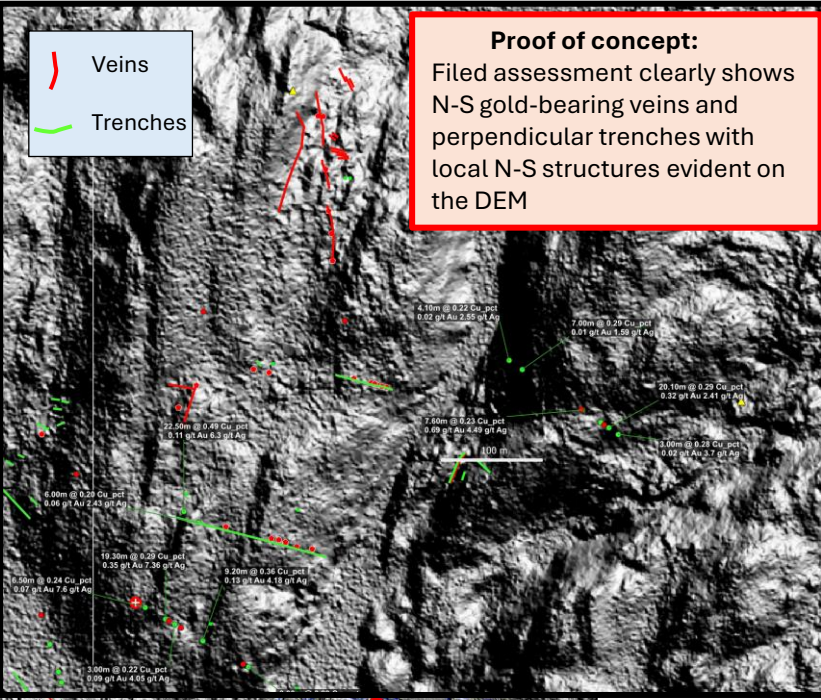 Veins
Trenches
Proof of concept:
Filed assessment clearly shows
N-S gold-bearing veins and
perpendicular trenches with
local N-S structures evident on
the DEM
4.10m @ 0.22 Cu_pct
0.02 g/t Au 2.55 g/t Ag
7.00m @ 0.29 Cu_pct
0.01 g/t Au 1.59 g/t Ag
20.10m @ 0.29 Cu_pct
0.32 g/t Au 2.41 g/t Ag
7.60m @ 0.23 Cu_pct
0.69 g/t Au 4.49 g/t Ag
3.00m @ 0.28 Cu_pct
0.02 g/t Au 3.7 g/t Ag
100 m
22.50m @ 0.49 Cu_pct
0.11 g/t Au 6.3 g/t Ag
6.00m @ 0.20 Cu_pct
0.06 g/t Au 2.43 g/t Ag
19.30m @ 0.29 Cu_pct
0.35 g/t Au 7.36 g/t Ag
9.20m @ 0.36 Cu_pct
0.13 g/t Au 4.18 g/t Ag
6.50m @ 0.24 Cu_pct
0.07 g/t Au 7.6 g/t Ag
3.00m @ 0.22 Cu_pct
0.09 g/t Au 4.05 g/t Ag